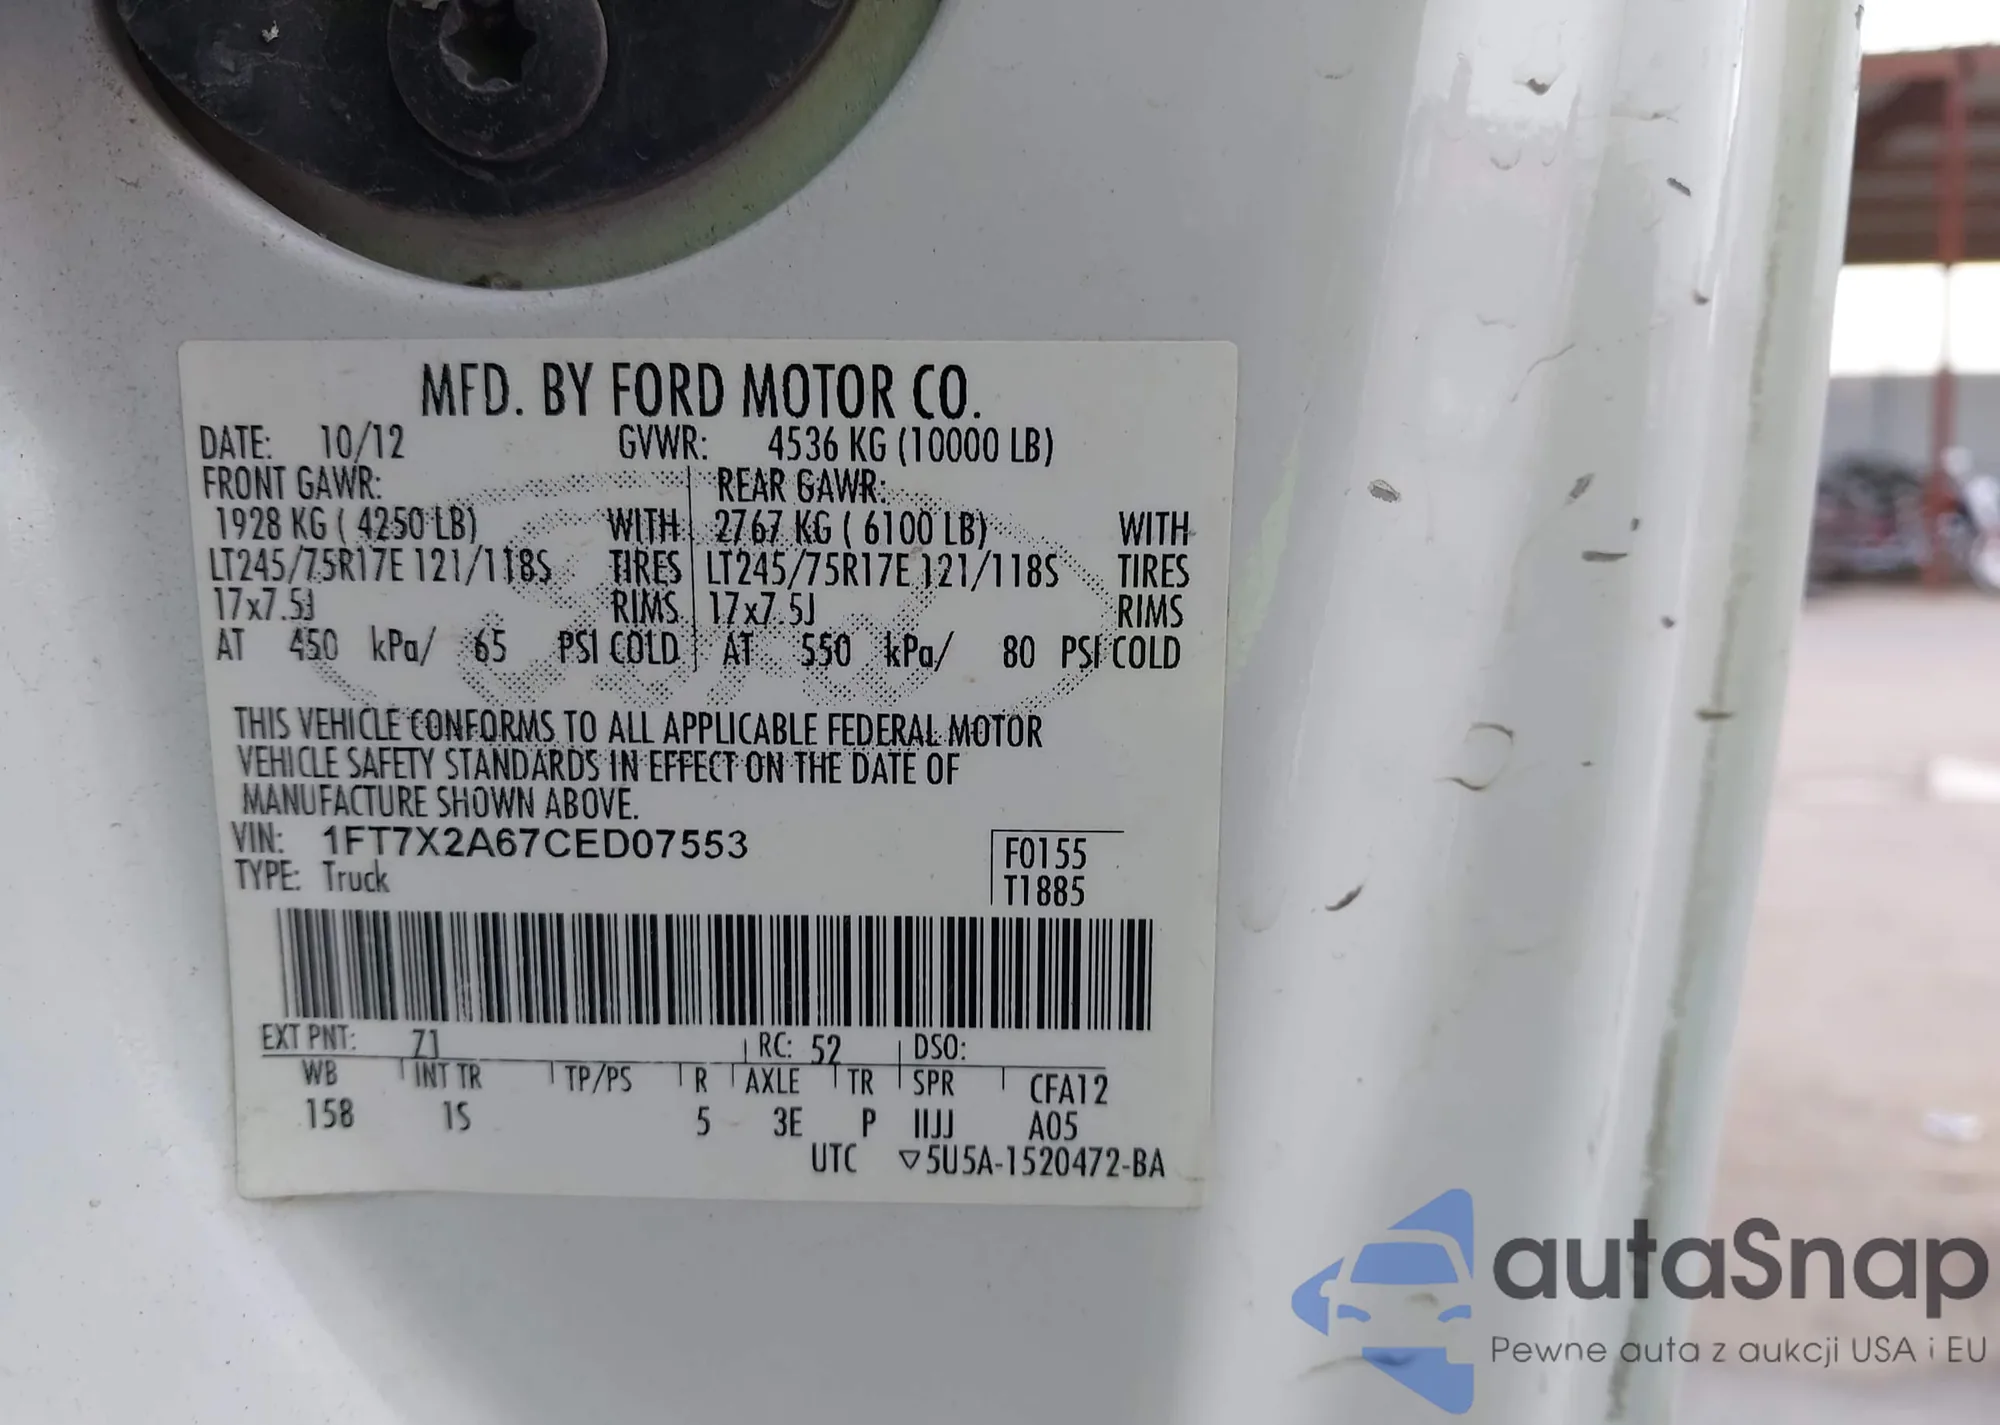 MFD. BY FORD MOTOR CO.
DATE: 10/12 GVWR: 4536 KG (10000 LB)
FRONT GAWR: REAR GAWR:
1928 KG ( 4250 LB) WITH 2767 KG ( 6100 LB) WITH
LT245/75R17E 121/118S TIRES LT245/75R17E 121/118S TIRES
17x7.5J RIMS 17x7.5J RIMS
AT 450 kPa/ 65 PSI COLD AT 550 kPa/ 80 PSI COLD
THIS VEHICLE CONFORMS TO ALL APPLICABLE FEDERAL MOTOR
VEHICLE SAFETY STANDARDS IN EFFECT ON THE DATE OF
MANUFACTURE SHOWN ABOVE.
VIN: 1FT7X2A67CED07553
TYPE: Truck
F0155
T1885
EXT PNT: Z1 RC: 52 DSO:
WB INT TR TP/PS R AXLE TR SPR CFA12
158 1S 5 3E P IIJJ A05
UTC ▽5U5A-1520472-BA
autaSnap
Pewne auta z aukcji USA i EU